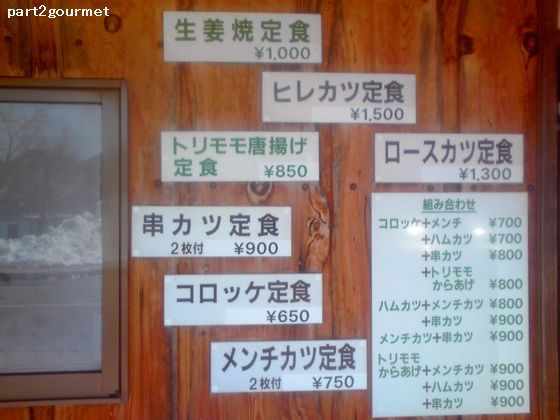 part2gourmet
生姜焼定食
¥1,000
ヒレカツ定食
¥1,500
トリモモ唐揚げ
定食 ¥850
ロースカツ定食
¥1,300
串カツ定食
2枚付 ¥900
コロッケ定食
¥650
メンチカツ定食
2枚付 ¥750
組み合わせ
コロッケ+メンチ ¥700
+ハムカツ ¥700
+串カツ ¥800
+トリモモ
からあげ ¥800
ハムカツ+メンチカツ ¥800
+串カツ ¥900
メンチカツ+串カツ ¥900
トリモモ
からあげ+メンチカツ ¥900
+ハムカツ ¥900
+串カツ ¥900